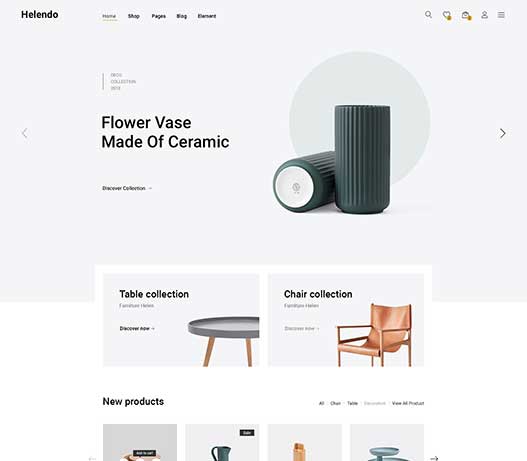 Helendo
Home Shop Pages Blog Element
DECO
COLLECTION
Flower Vase
Made Of Ceramic
Discover Collection
Table collection
Furniture Helen
Discover now
Chair collection
Furniture Helen
Discover now
New products
All / Chair / Table / Decoration / View All Product
Add to cart
Sale